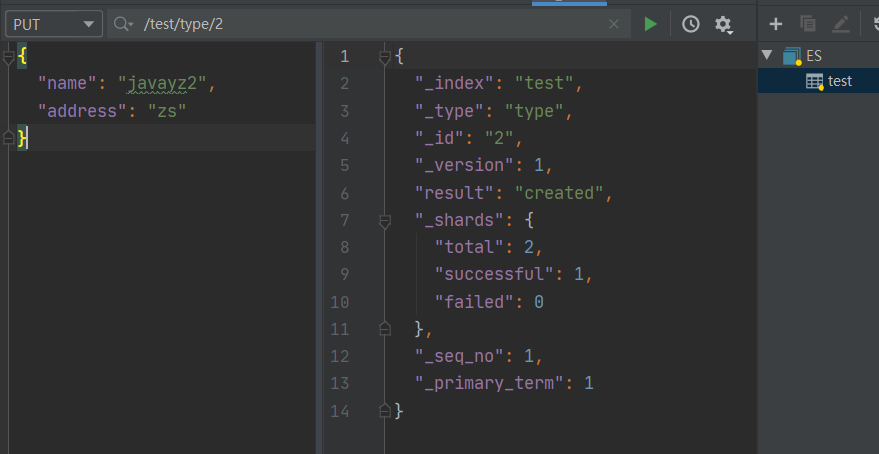 PUT
/test/type/2
{
"name": "javayz2",
"address": "zs"
}
1 {
2 "_index": "test",
3 "_type": "type",
4 "_id": "2",
5 "_version": 1,
6 "result": "created",
7 "_shards": {
8 "total": 2,
9 "successful": 1,
10 "failed": 0
11 },
12 "_seq_no": 1,
13 "_primary_term": 1
14 }
ES
test